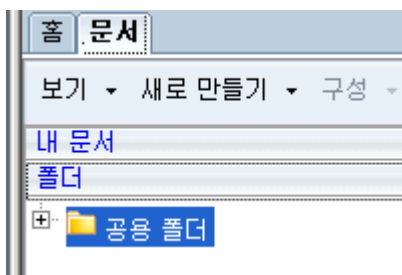 홈 문서
보기 새로 만들기 구성
내 문서
폴더
공용 폴더